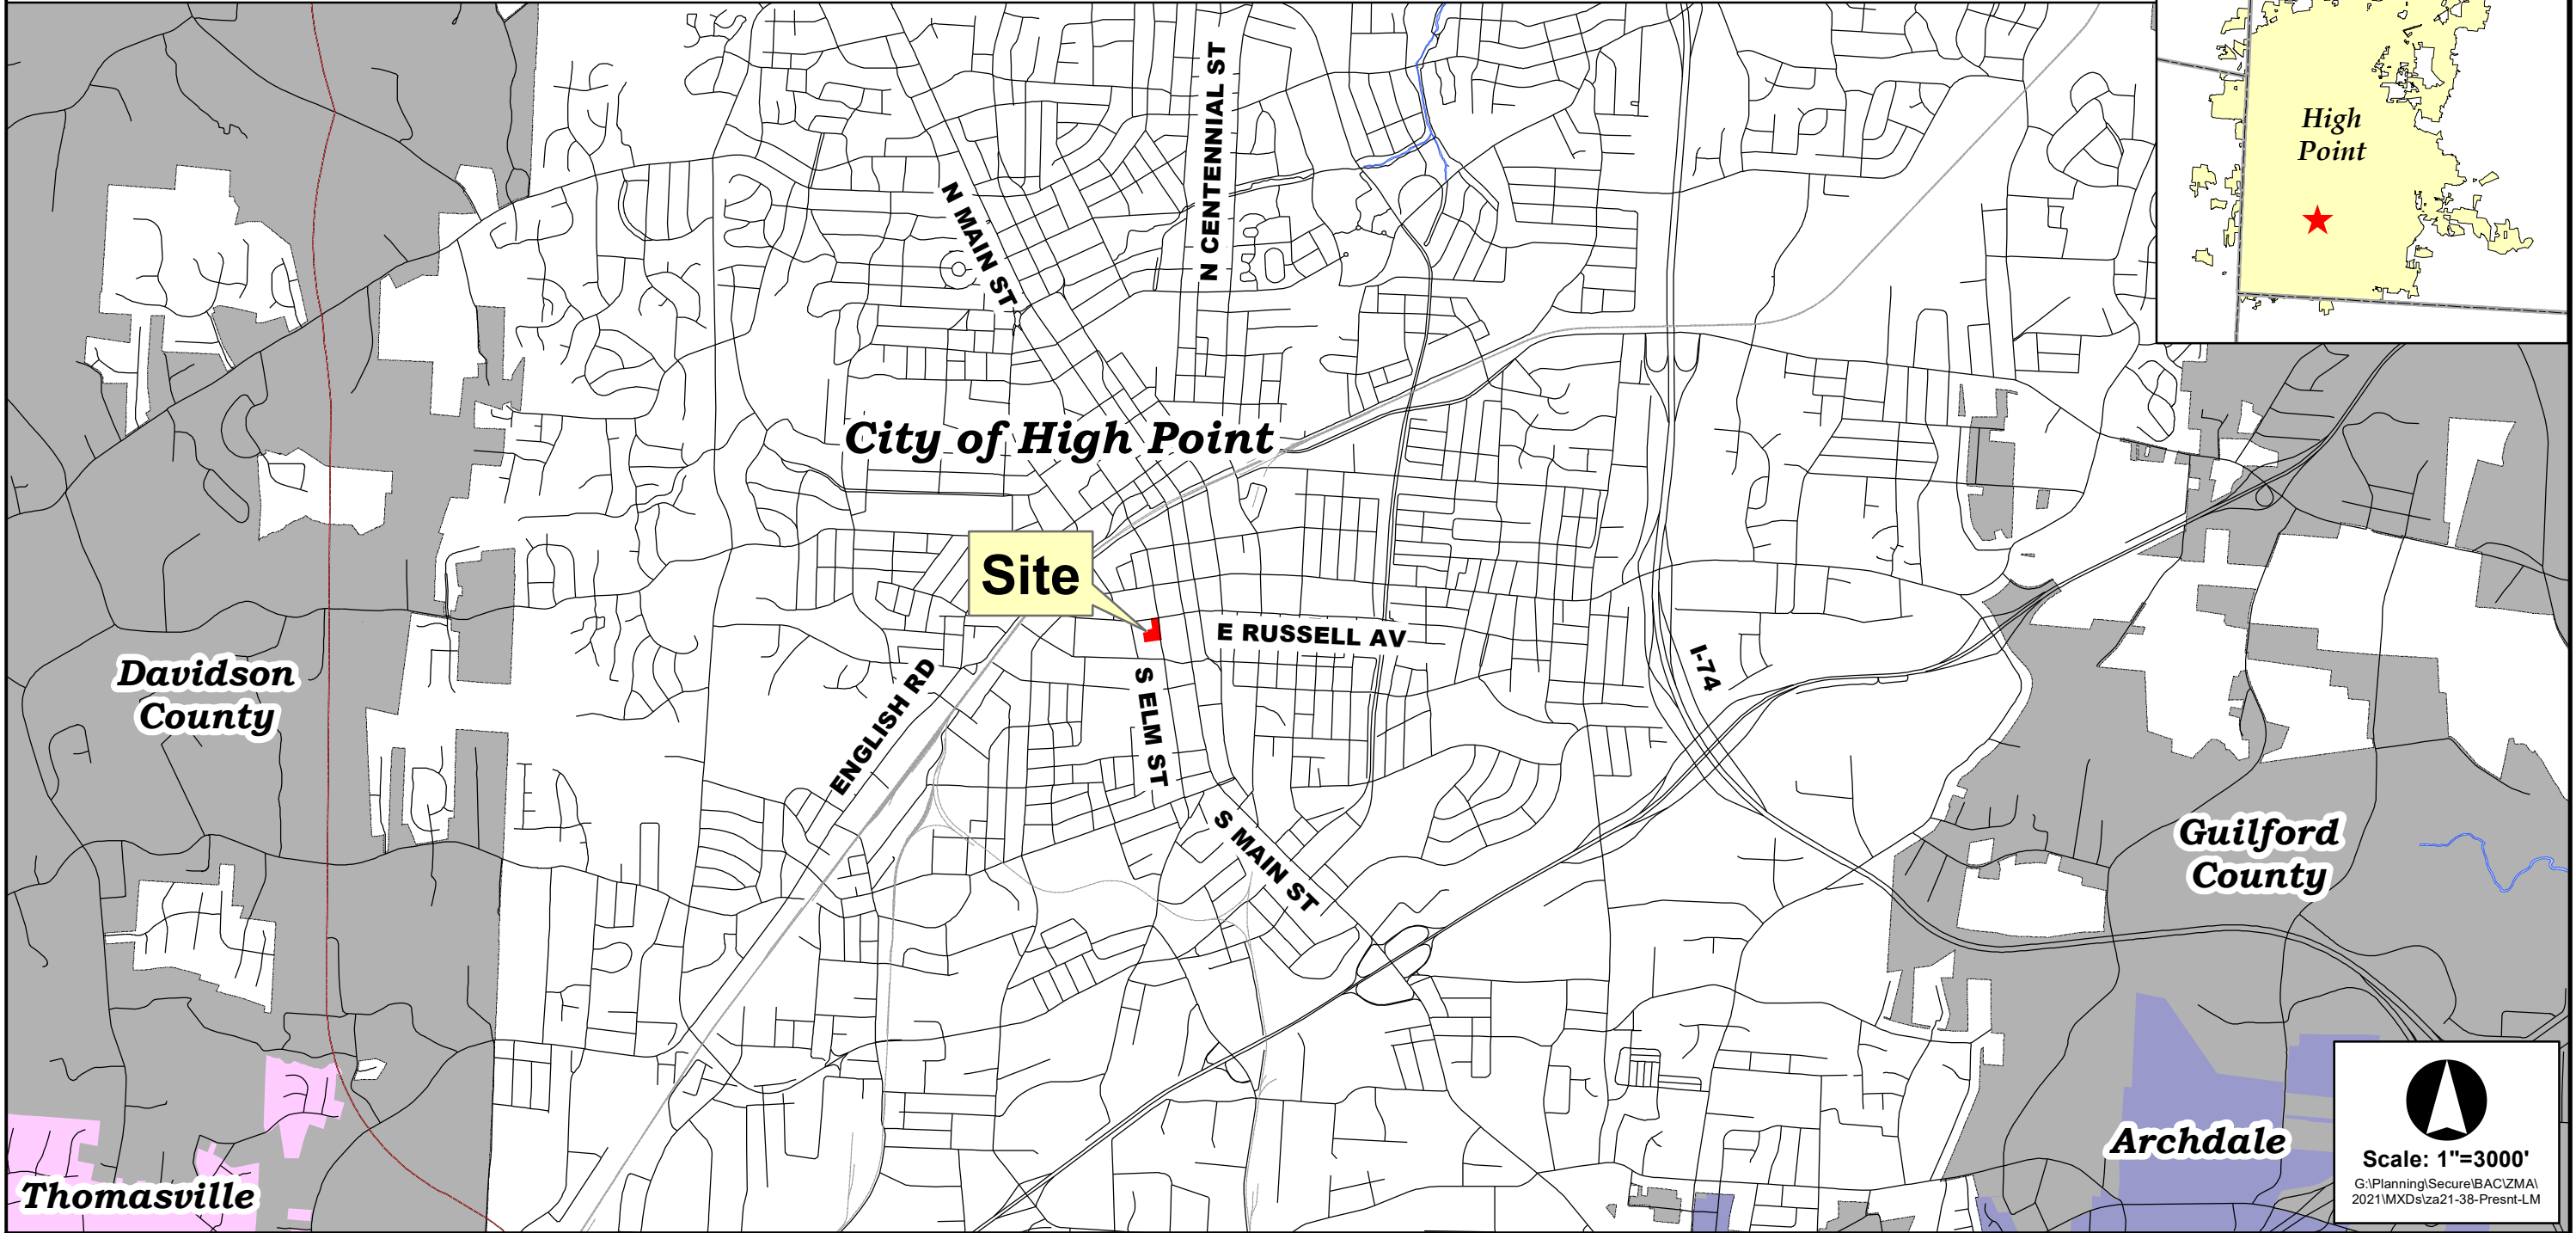 High
Point
N MAIN ST
N CENTENNIAL ST
City of High Point
Site
E RUSSELL AV
S ELM ST
ENGLISH RD
I-74
Davidson
County
S MAIN ST
Guilford
County
Archdale
Thomasville
Scale: 1"=3000'
G:\Planning\Secure\BAC\ZMA\
2021\MXDs\za21-38-Presnt-LM